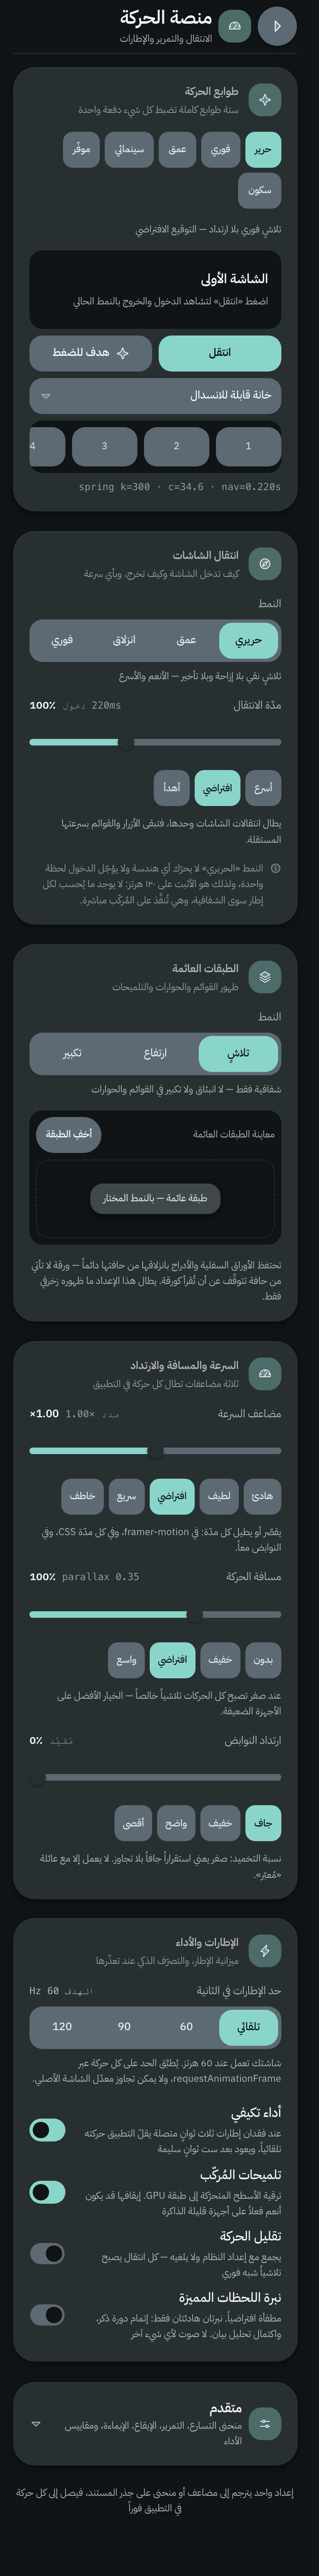 منصة الحركة
الانتقال والتمرير والإطارات
طوابع الحركة
ستة طوابع كاملة تضبط كل شيء دفعة واحدة
حرير
فوري
عمق
سينمائي
موفّر
سكون
تلاشٍ فوري بلا ارتداد — التوقيع الافتراضي
الشاشة الأولى
اضغط «انتقل» لتشاهد الدخول والخروج بالنمط الحالي
انتقل
هدف للضغط
خانة قابلة للانسدال
1
2
3
4
spring k=300 · c=34.6 · nav=0.220s
انتقال الشاشات
كيف تدخل الشاشة وكيف تخرج، وبأي سرعة
النمط
حريري
عمق
انزلاق
فوري
تلاشٍ نقي بلا إزاحة وبلا تأخير — الأنعم والأسرع
مدّة الانتقال
220ms دخول 100٪
أسرع
افتراضي
أهدأ
يطال انتقالات الشاشات وحدها، فتبقى الأزرار والقوائم بسرعتها
المستقلة.
النمط «الحريري» لا يحرّك أي هندسة ولا يؤجّل الدخول لحظة
واحدة، ولذلك هو الأثبت على ١٢٠ هرتز: لا يوجد ما يُحسب لكل
إطار سوى الشفافية، وهي تُنفَّذ على المُركِّب مباشرة.
الطبقات العائمة
ظهور القوائم والحوارات والتلميحات
النمط
تلاشٍ
ارتفاع
تكبير
شفافية فقط — لا انبثاق ولا تكبير في القوائم والحوارات
معاينة الطبقات العائمة
أخفِ الطبقة
طبقة عائمة — بالنمط المختار
تحتفظ الأوراق السفلية والأدراج بانزلاقها من حافتها دائماً — ورقة لا تأتي
من حافة تتوقّف عن أن تُقرأ كورقة. يطال هذا الإعداد ما ظهوره زخرفي
فقط.
السرعة والمسافة والارتداد
ثلاثة مضاعفات تطال كل حركة في التطبيق
مضاعف السرعة
مدد ×1.00 1.00×
هادئ
لطيف
افتراضي
سريع
خاطف
يقصّر أو يطيل كل مدّة: في framer-motion، وفي كل مدّة CSS، وفي
النوابض معاً.
مسافة الحركة
parallax 0.35 100٪
بدون
خفيف
افتراضي
واسع
عند صفر تصبح كل الحركات تلاشياً خالصاً — الخيار الأفضل على
الأجهزة الضعيفة.
ارتداد النوابض
مُقيّد 0٪
جاف
خفيف
واضح
أقصى
نسبة التخميد: صفر يعني استقراراً جافاً بلا تجاوز. لا يعمل إلا مع عائلة
«مُعبّر».
الإطارات والأداء
ميزانية الإطار، والتصرّف الذكي عند تعذّرها
حد الإطارات في الثانية
الهدف 60 Hz
تلقائي
60
90
120
شاشتك تعمل عند 60 هرتز. يُطبَّق الحد على كل حركة عبر
requestAnimationFrame، ولا يمكن تجاوز معدّل الشاشة الأصلي.
أداء تكيفي
عند فقدان إطارات ثلاث ثوانٍ متصلة يقلّ التطبيق حركته
تلقائياً، ويعود بعد ست ثوانٍ سليمة
تلميحات المُركّب
ترقية الأسطح المتحرّكة إلى طبقة GPU. إيقافها قد يكون
أنعم فعلاً على أجهزة قليلة الذاكرة
تقليل الحركة
يجمع مع إعداد النظام ولا يلغيه — كل انتقال يصبح
تلاشياً شبه فوري
نبرة اللحظات المميزة
مطفأة افتراضياً. نبرتان هادئتان فقط: إتمام دورة ذكر،
واكتمال تحليل بيان. لا صوت لأي شيء آخر
متقدم
منحنى التسارع، التمرير، الإيقاع، الإيماءة، ومقاييس
الأداء
إعداد واحد يترجم إلى مضاعف أو منحنى على جذر المستند، فيصل إلى كل حركة
في التطبيق فوراً